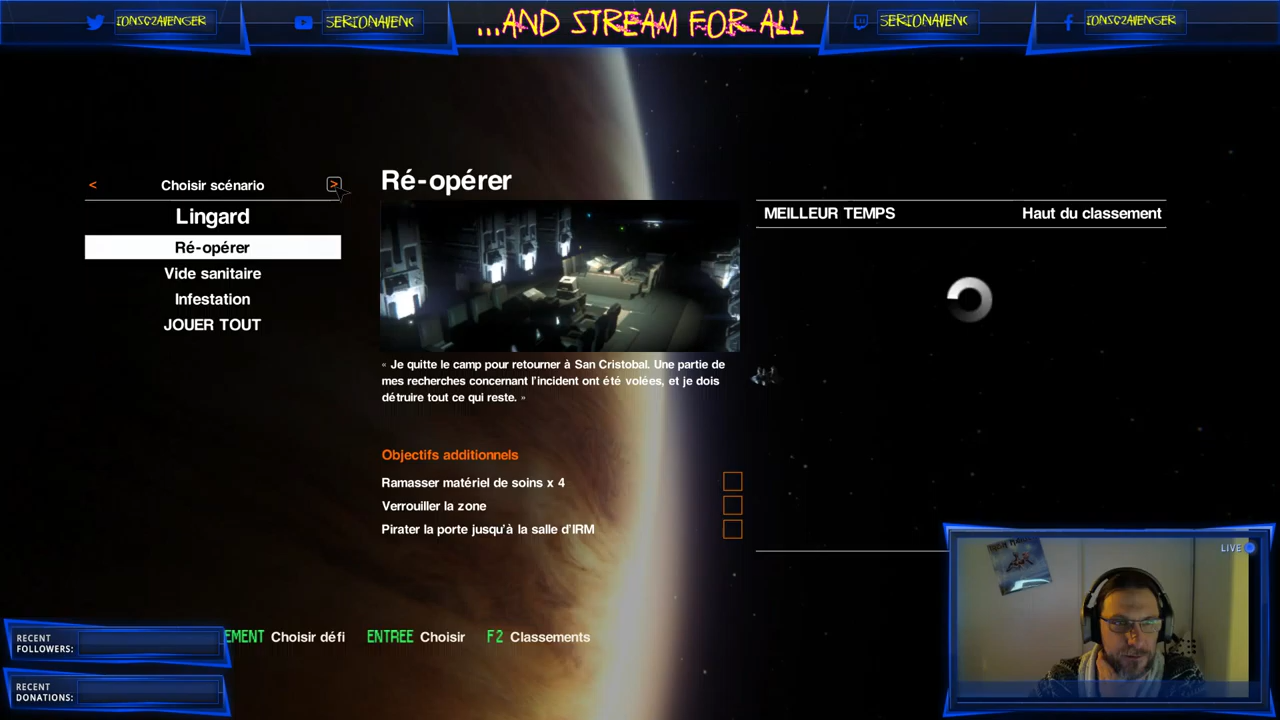 IONSC2AVENGER
SERIONAVENC
...AND STREAM FOR ALL
SERIONAVENC
IONSC2AVENGER
< Choisir scénario >
Lingard
Ré-opérer
Vide sanitaire
Infestation
JOUER TOUT
Ré-opérer
« Je quitte le camp pour retourner à San Cristobal. Une partie de
mes recherches concernant l'incident ont été volées, et je dois
détruire tout ce qui reste. »
Objectifs additionnels
Ramasser matériel de soins x 4
Verrouiller la zone
Pirater la porte jusqu'à la salle d'IRM
MEILLEUR TEMPS Haut du classement
EMENT Choisir défi ENTREE Choisir F2 Classements
RECENT
FOLLOWERS:
RECENT
DONATIONS:
LIVE